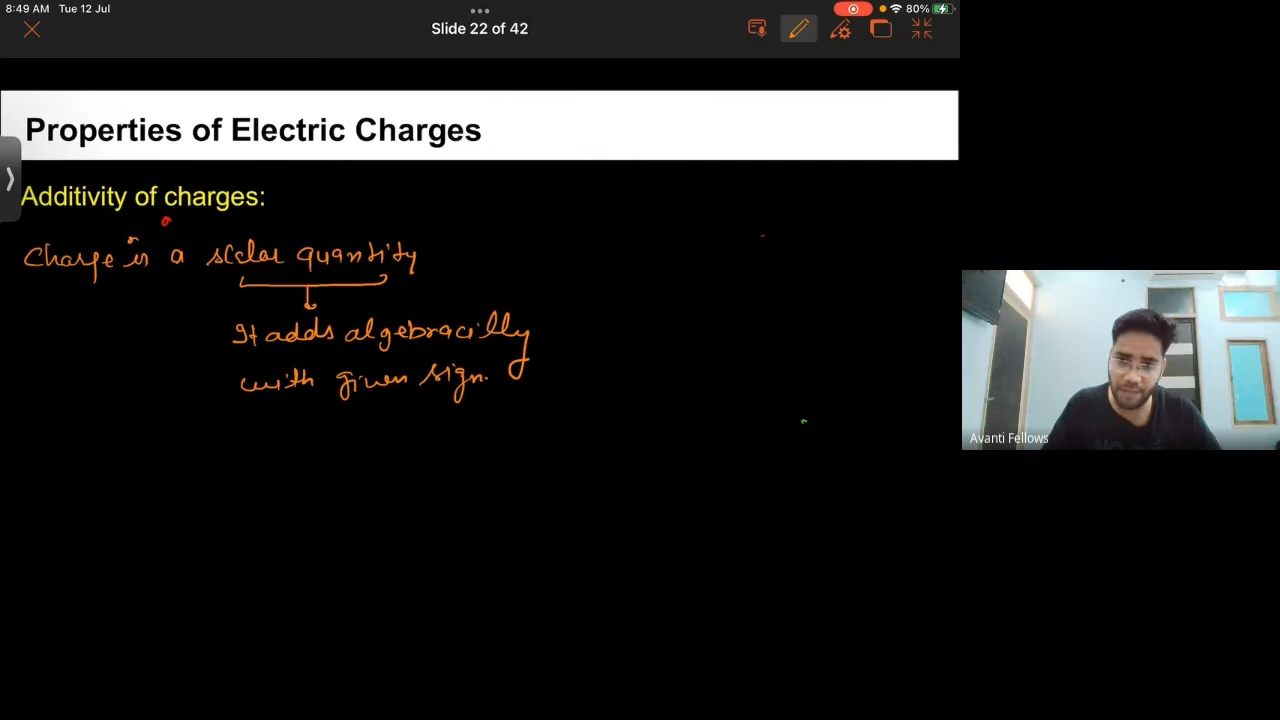 8:49 AM Tue 12 Jul
80%
Slide 22 of 42
Properties of Electric Charges
Additivity of charges:
Charge is a scalar quantity
It adds algebracilly
with given sign.
Avanti Fellows